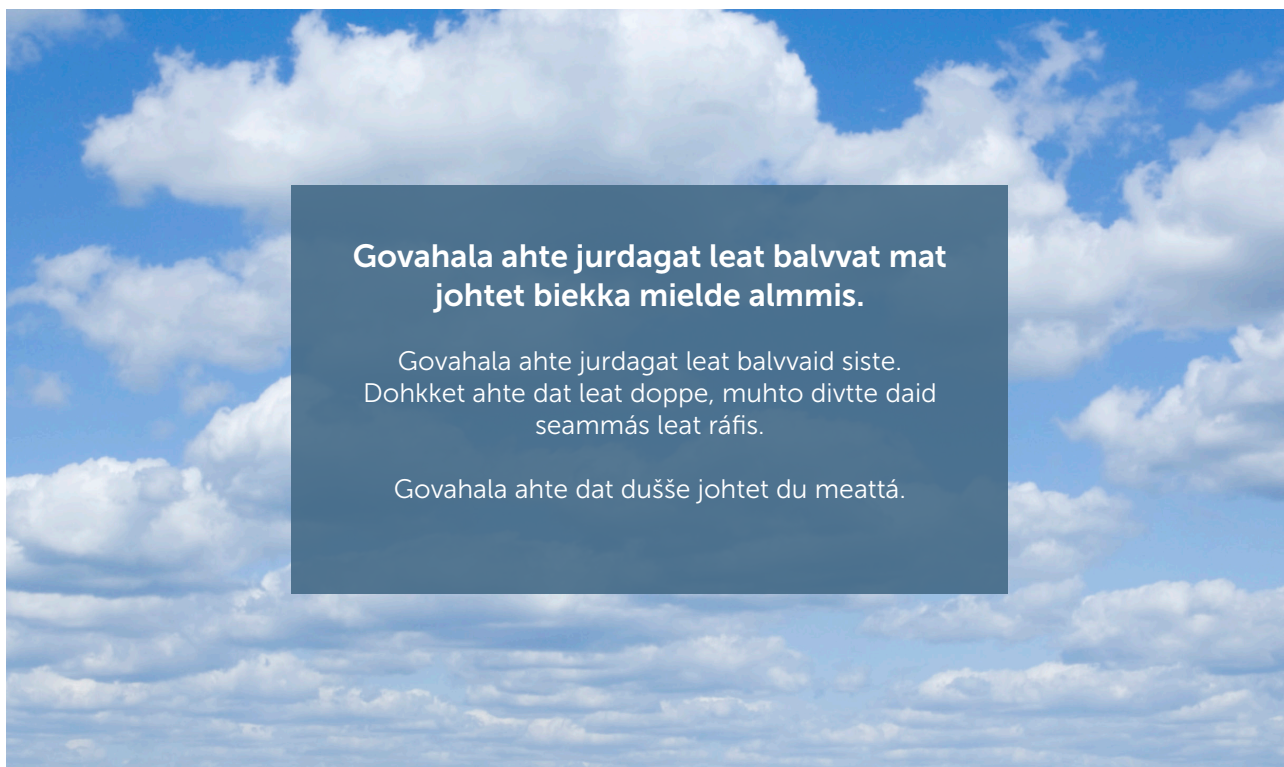 Govahala ahte jurdagat leat balvvat mat
johtet biekka mielde almmis.
Govahala ahte jurdagat leat balvvaid siste.
Dohkket ahte dat leat doppe, muhto divtte daid
seammás leat ráfis.
Govahala ahte dat dušše johtet du meattá.